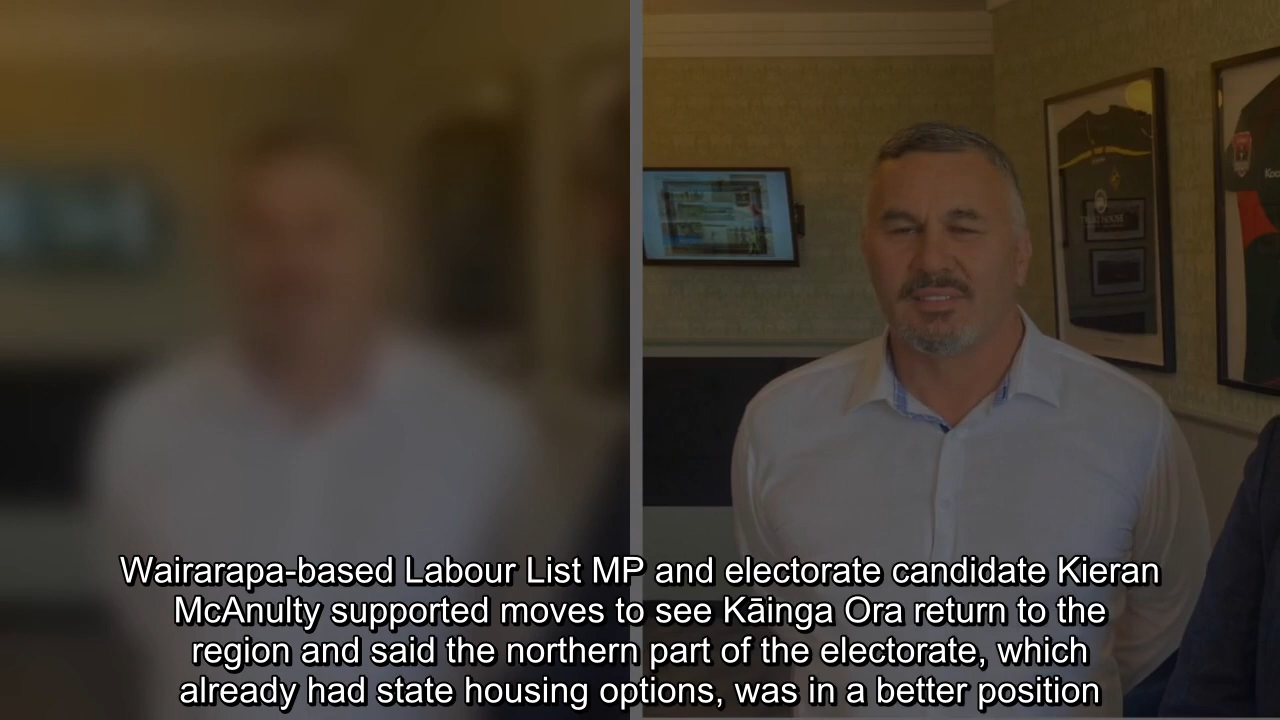 Wairarapa-based Labour List MP and electorate candidate Kieran
McAnulty supported moves to see Kāinga Ora return to the
region and said the northern part of the electorate, which
already had state housing options, was in a better position